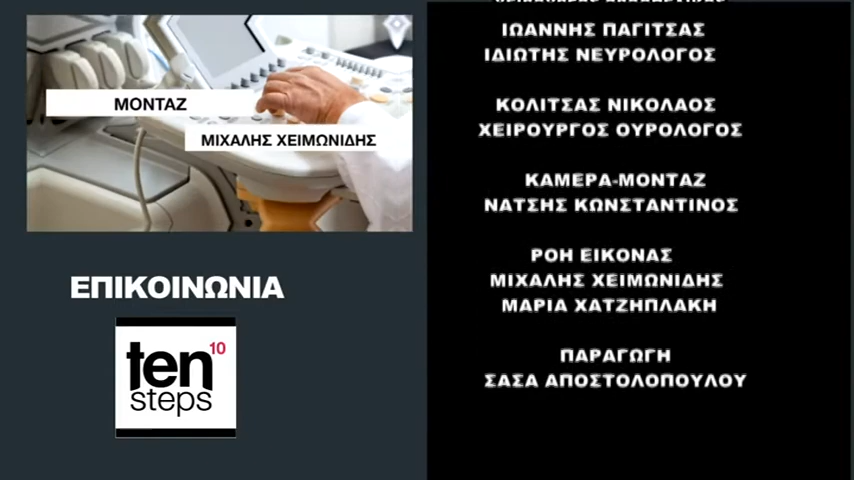 ΜΟΝΤΑΖ
ΜΙΧΑΛΗΣ ΧΕΙΜΩΝΙΔΗΣ
ΕΠΙΚΟΙΝΩΝΙΑ
ten 10
steps
ΙΩΑΝΝΗΣ ΠΑΓΙΤΣΑΣ
ΙΔΙΩΤΗΣ ΝΕΥΡΟΛΟΓΟΣ
ΚΟΛΙΤΣΑΣ ΝΙΚΟΛΑΟΣ
ΧΕΙΡΟΥΡΓΟΣ ΟΥΡΟΛΟΓΟΣ
ΚΑΜΕΡΑ-ΜΟΝΤΑΖ
ΝΑΤΣΗΣ ΚΩΝΣΤΑΝΤΙΝΟΣ
ΡΟΗ ΕΙΚΟΝΑΣ
ΜΙΧΑΛΗΣ ΧΕΙΜΩΝΙΔΗΣ
ΜΑΡΙΑ ΧΑΤΖΗΠΛΑΚΗ
ΠΑΡΑΓΩΓΗ
ΣΑΣΑ ΑΠΟΣΤΟΛΟΠΟΥΛΟΥ